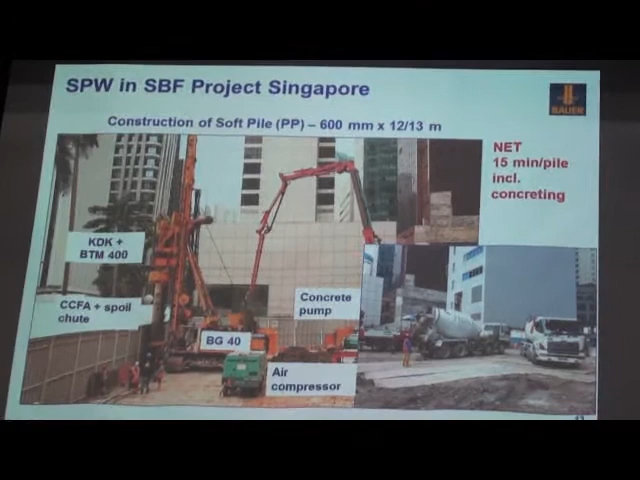 SPW in SBF Project Singapore
BAUER
Construction of Soft Pile (PP) – 600 mm x 12/13 m
NET
15 min/pile
incl.
concreting
KDK +
BTM 400
CCFA + spoil
chute
Concrete
pump
BG 40
Air
compressor